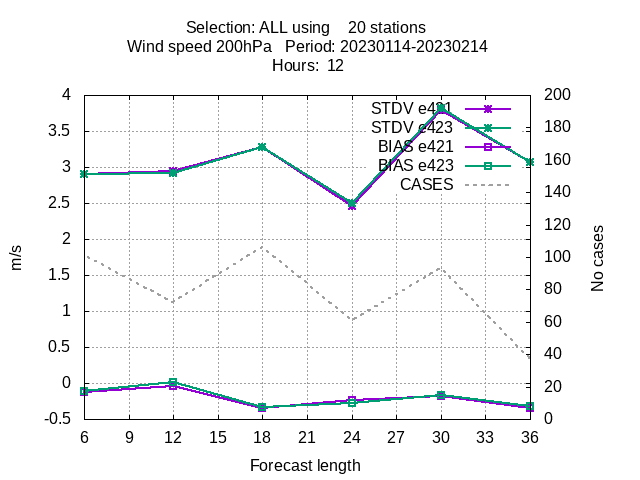 Selection: ALL using 20 stations
Wind speed 200hPa Period: 20230114-20230214
Hours: 12
4
3.5
3
2.5
2
1.5
1
0.5
0
-0.5
m/s
200
180
160
140
120
100
80
60
40
20
0
No cases
STDV e421
STDV e423
BIAS e421
BIAS e423
CASES
6 9 12 15 18 21 24 27 30 33 36
Forecast length